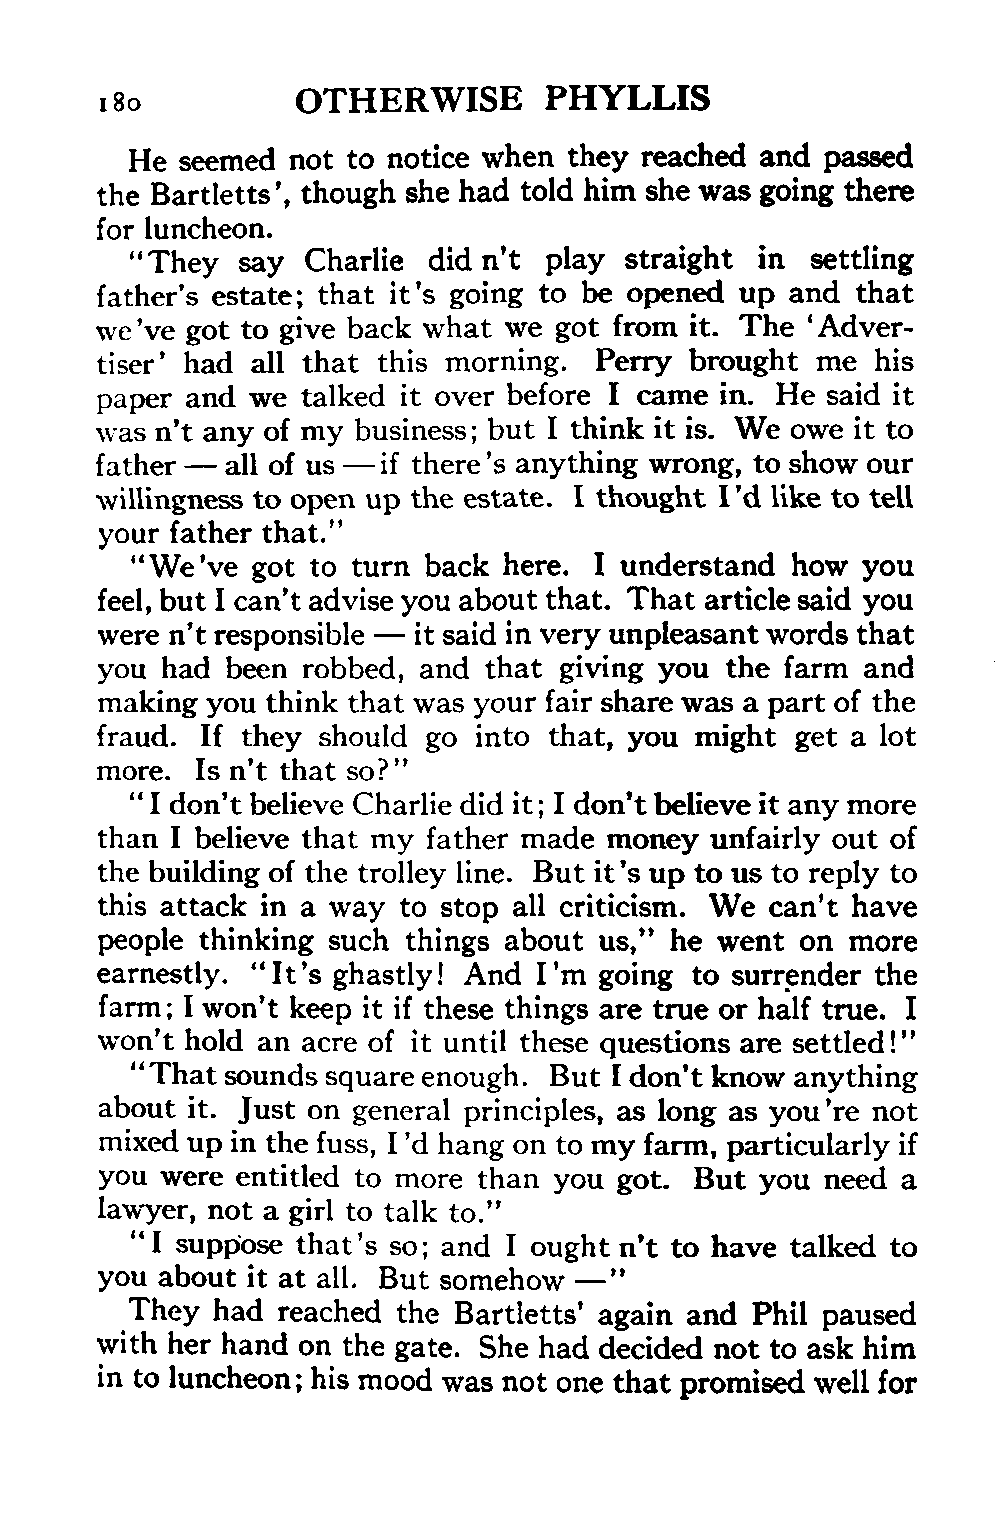 180 OTHERWISE PHYLLIS
He seemed not to notice when they reached and passed
the Bartletts', though she had told him she was going there
for luncheon.
"They say Charlie did n't play straight in settling
father's estate; that it's going to be opened up and that
we've got to give back what we got from it. The 'Adver-
tiser' had all that this morning. Perry brought me his
paper and we talked it over before I came in. He said it
was n't any of my business; but I think it is. We owe it to
father — all of us — if there's anything wrong, to show our
willingness to open up the estate. I thought I'd like to tell
your father that."
"We've got to turn back here. I understand how you
feel, but I can't advise you about that. That article said you
were n't responsible — it said in very unpleasant words that
you had been robbed, and that giving you the farm and
making you think that was your fair share was a part of the
fraud. If they should go into that, you might get a lot
more. Is n't that so?"
"I don't believe Charlie did it; I don't believe it any more
than I believe that my father made money unfairly out of
the building of the trolley line. But it's up to us to reply to
this attack in a way to stop all criticism. We can't have
people thinking such things about us," he went on more
earnestly. "It's ghastly! And I'm going to surrender the
farm; I won't keep it if these things are true or half true. I
won't hold an acre of it until these questions are settled!"
"That sounds square enough. But I don't know anything
about it. Just on general principles, as long as you're not
mixed up in the fuss, I'd hang on to my farm, particularly if
you were entitled to more than you got. But you need a
lawyer, not a girl to talk to."
"I suppose that's so; and I ought n't to have talked to
you about it at all. But somehow —"
They had reached the Bartletts' again and Phil paused
with her hand on the gate. She had decided not to ask him
in to luncheon; his mood was not one that promised well for